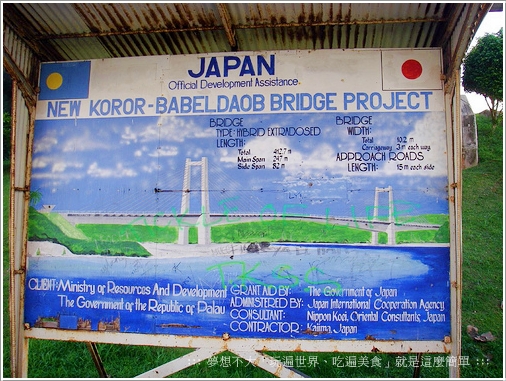 JAPAN
Official Development Assistance.
NEW KOROR-BABELDAOB BRIDGE PROJECT
BRIDGE
TYPE: HYBRID EXTRADOSED
LENGTH:
Total 412.7 m
Main Span 247 m
Side Span 82 m
BRIDGE
WIDTH:
Total 10.2 m
Carriageway 3 m each way
APPROACH ROADS
LENGTH: 15 m each side
CLIENT: Ministry of Resources And Development
The Government of the Republic of Palau
GRANT AID BY: The Government of Japan
ADMINISTERED BY: Japan International Cooperation Agency
CONSULTANT: Nippon Koei, Oriental Consultants, Japan
CONTRACTOR: Kajima, Japan
夢想不大「玩遍世界、吃遍美食」就是這麼簡單